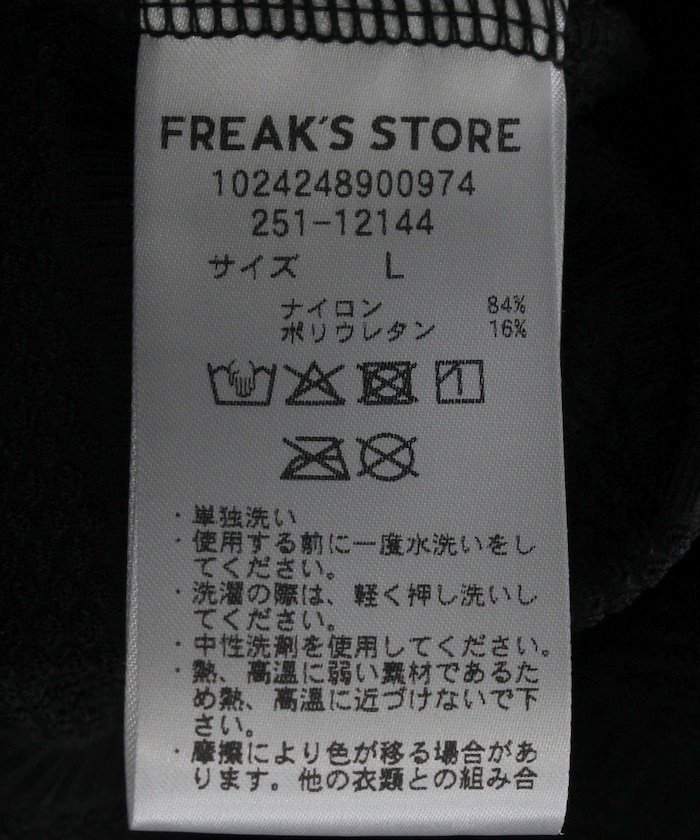 FREAK'S STORE
1024248900974
251-12144
サイズ L
ナイロン 84%
ポリウレタン 16%
・単独洗い
・使用する前に一度水洗いをし
てください。
・洗濯の際は、軽く押し洗いし
てください。
・中性洗剤を使用してください。
・熱、高温に弱い素材であるた
め熱、高温に近づけないで下
さい。
・摩擦により色が移る場合があ
ります。他の衣類との組み合